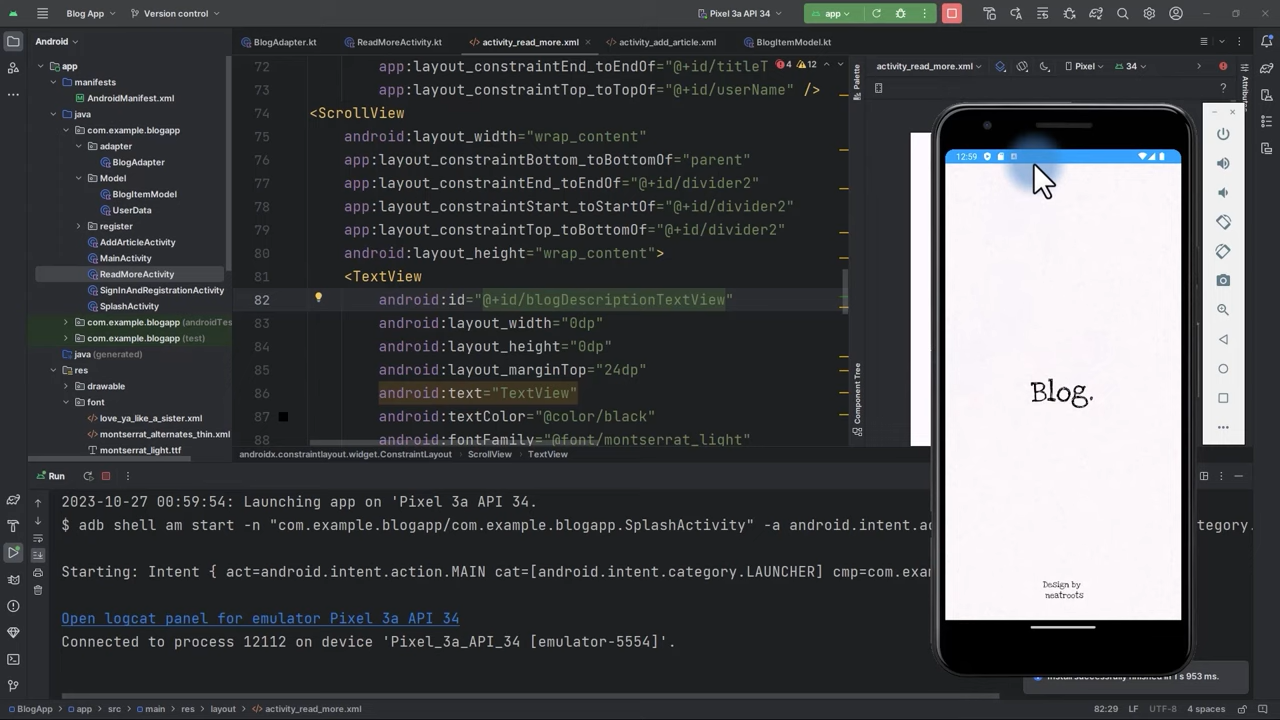 Blog App
Version control
Pixel 3a API 34
app
Android
BlogAdapter.kt
ReadMoreActivity.kt
activity_read_more.xml
activity_add_article.xml
BlogItemModel.kt
app
manifests
AndroidManifest.xml
java
com.example.blogapp
adapter
BlogAdapter
Model
BlogItemModel
UserData
register
AddArticleActivity
MainActivity
ReadMoreActivity
SignInAndRegistrationActivity
SplashActivity
com.example.blogapp (androidTes
com.example.blogapp (test)
java (generated)
res
drawable
font
love_ya_like_a_sister.xml
montserrat_alternates_thin.xml
montserrat_light.ttf
72 app:layout_constraintEnd_toEndOf="@+id/titleT
4 12
73 app:layout_constraintTop_toTopOf="@+id/userName" />
74 <ScrollView
75 android:layout_width="wrap_content"
76 app:layout_constraintBottom_toBottomOf="parent"
77 app:layout_constraintEnd_toEndOf="@+id/divider2"
78 app:layout_constraintStart_toStartOf="@+id/divider2"
79 app:layout_constraintTop_toBottomOf="@+id/divider2"
80 android:layout_height="wrap_content">
81 <TextView
82 android:id="@+id/blogDescriptionTextView"
83 android:layout_width="0dp"
84 android:layout_height="0dp"
85 android:layout_marginTop="24dp"
86 android:text="TextView"
87 android:textColor="@color/black"
88 android:fontFamily="@font/montserrat_light"
androidx.constraintlayout.widget.ConstraintLayout
ScrollView
TextView
Palette
activity_read_more.xml
Pixel
34
?
Attributes
Component Tree
12:59
Blog.
Design by
neatroots
Run
2023-10-27 00:59:54: Launching app on 'Pixel 3a API 34.
$ adb shell am start -n "com.example.blogapp/com.example.blogapp.SplashActivity" -a android.intent.ac
tegory.
Starting: Intent { act=android.intent.action.MAIN cat=[android.intent.category.LAUNCHER] cmp=com.exa
Open logcat panel for emulator Pixel 3a API 34
Connected to process 12112 on device 'Pixel_3a_API_34 [emulator-5554]'.
Install successfully finished in 1 s 953 ms.
BlogApp
app
src
main
res
layout
activity_read_more.xml
82:29
LF
UTF-8
4 spaces